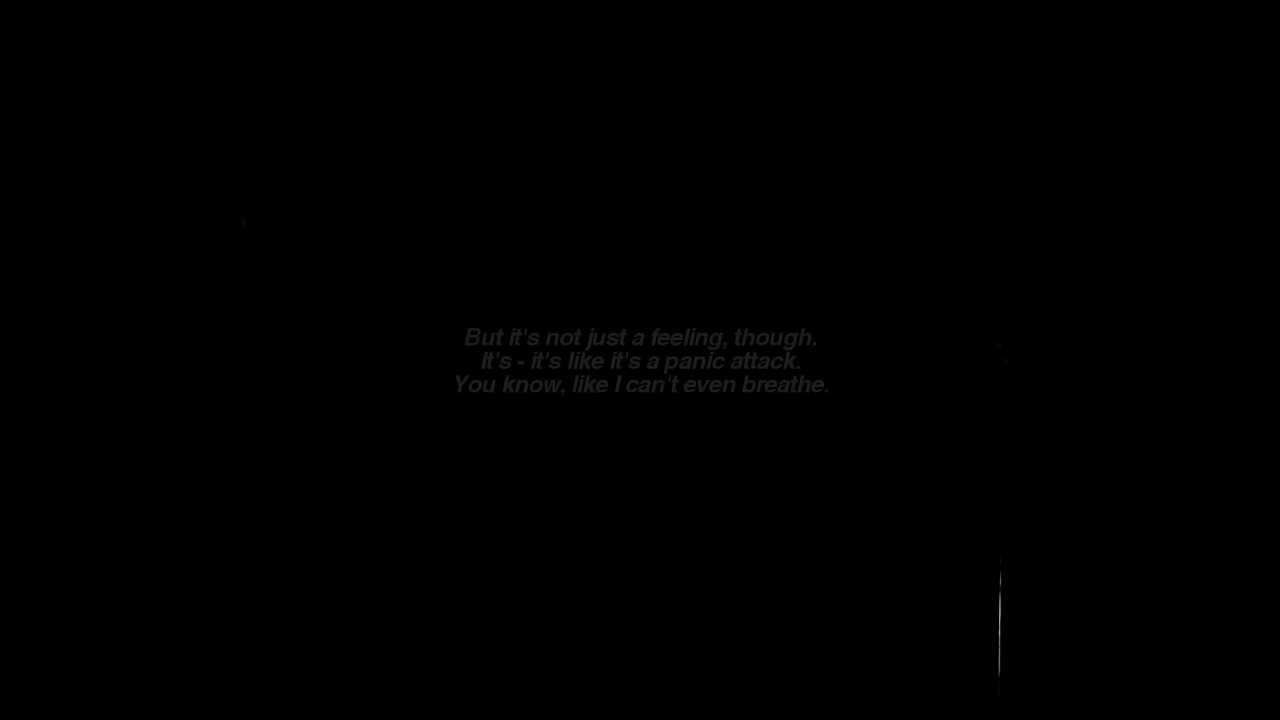 But it's not just a feeling, though.
It's - it's like it's a panic attack.
You know, like I can't even breathe.